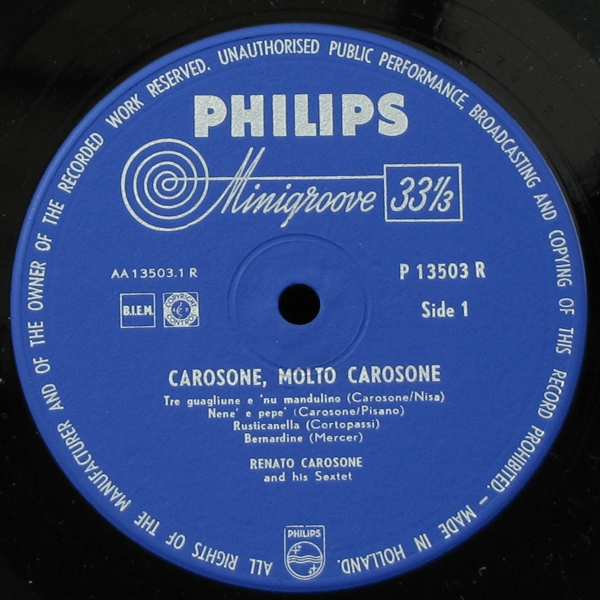 ALL RIGHTS OF THE MANUFACTURER AND OF THE OWNER OF THE RECORDED WORK RESERVED. UNAUTHORISED PUBLIC PERFORMANCE BROADCASTING AND COPYING OF THIS RECORD PROHIBITED. – MADE IN HOLLAND.
PHILIPS
Minigroove 33⅓
AA 13503.1 R
P 13503 R
B.I.E.M.
COPYRIGHT CONTROL
Side 1
CAROSONE, MOLTO CAROSONE
Tre guagliune e 'nu mandulino (Carosone/Nisa)
Nene' e pepe' (Carosone/Pisano)
Rusticanella (Cortopassi)
Bernardine (Mercer)
RENATO CAROSONE
and his Sextet
PHILIPS